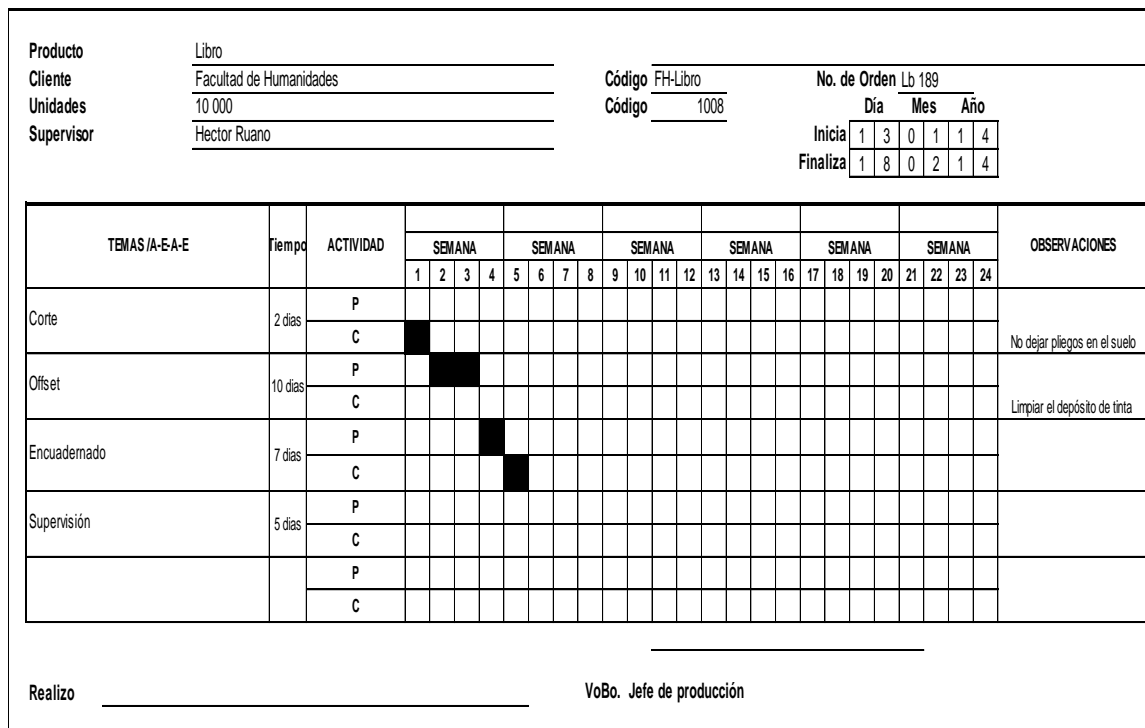 Producto Libro
Cliente Facultad de Humanidades Código FH-Libro No. de Orden Lb 189
Unidades 10 000 Código 1008 Día Mes Año
Supervisor Hector Ruano Inicia 1 3 0 1 1 4
Finaliza 1 8 0 2 1 4
TEMAS /A-E-A-E Tiempo ACTIVIDAD SEMANA SEMANA SEMANA SEMANA SEMANA SEMANA OBSERVACIONES
1 2 3 4 5 6 7 8 9 10 11 12 13 14 15 16 17 18 19 20 21 22 23 24
Corte 2 dias P
C No dejar pliegos en el suelo
Offset 10 dias P
C Limpiar el depósito de tinta
Encuadernado 7 dias P
C
Supervisión 5 dias P
C
P
C
Realizo VoBo. Jefe de producción